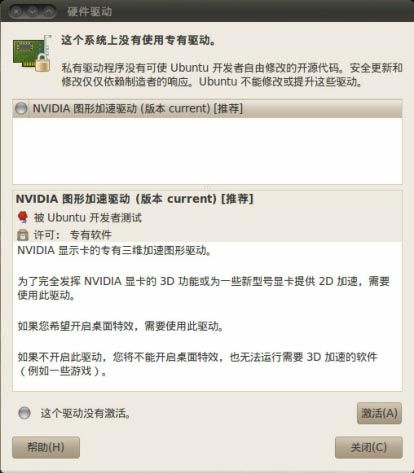 硬件驱动
这个系统上没有使用专有驱动。
私有驱动程序没有可使 Ubuntu 开发者自由修改的开源代码。安全更新和
修改仅仅依赖制造者的响应。Ubuntu 不能修改或提升这些驱动。
NVIDIA 图形加速驱动 (版本 current) [推荐]
NVIDIA 图形加速驱动 (版本 current) [推荐]
被 Ubuntu 开发者测试
许可： 专有软件
NVIDIA 显示卡的专有三维加速图形驱动。
为了完全发挥 NVIDIA 显卡的 3D 功能或为一些新型号显卡提供 2D 加速，需要
使用此驱动。
如果您希望开启桌面特效，需要使用此驱动。
如果不开启此驱动，您将不能开启桌面特效，也无法运行需要 3D 加速的软件
（例如一些游戏）。
这个驱动没有激活。
激活(A)
帮助(H)
关闭(C)